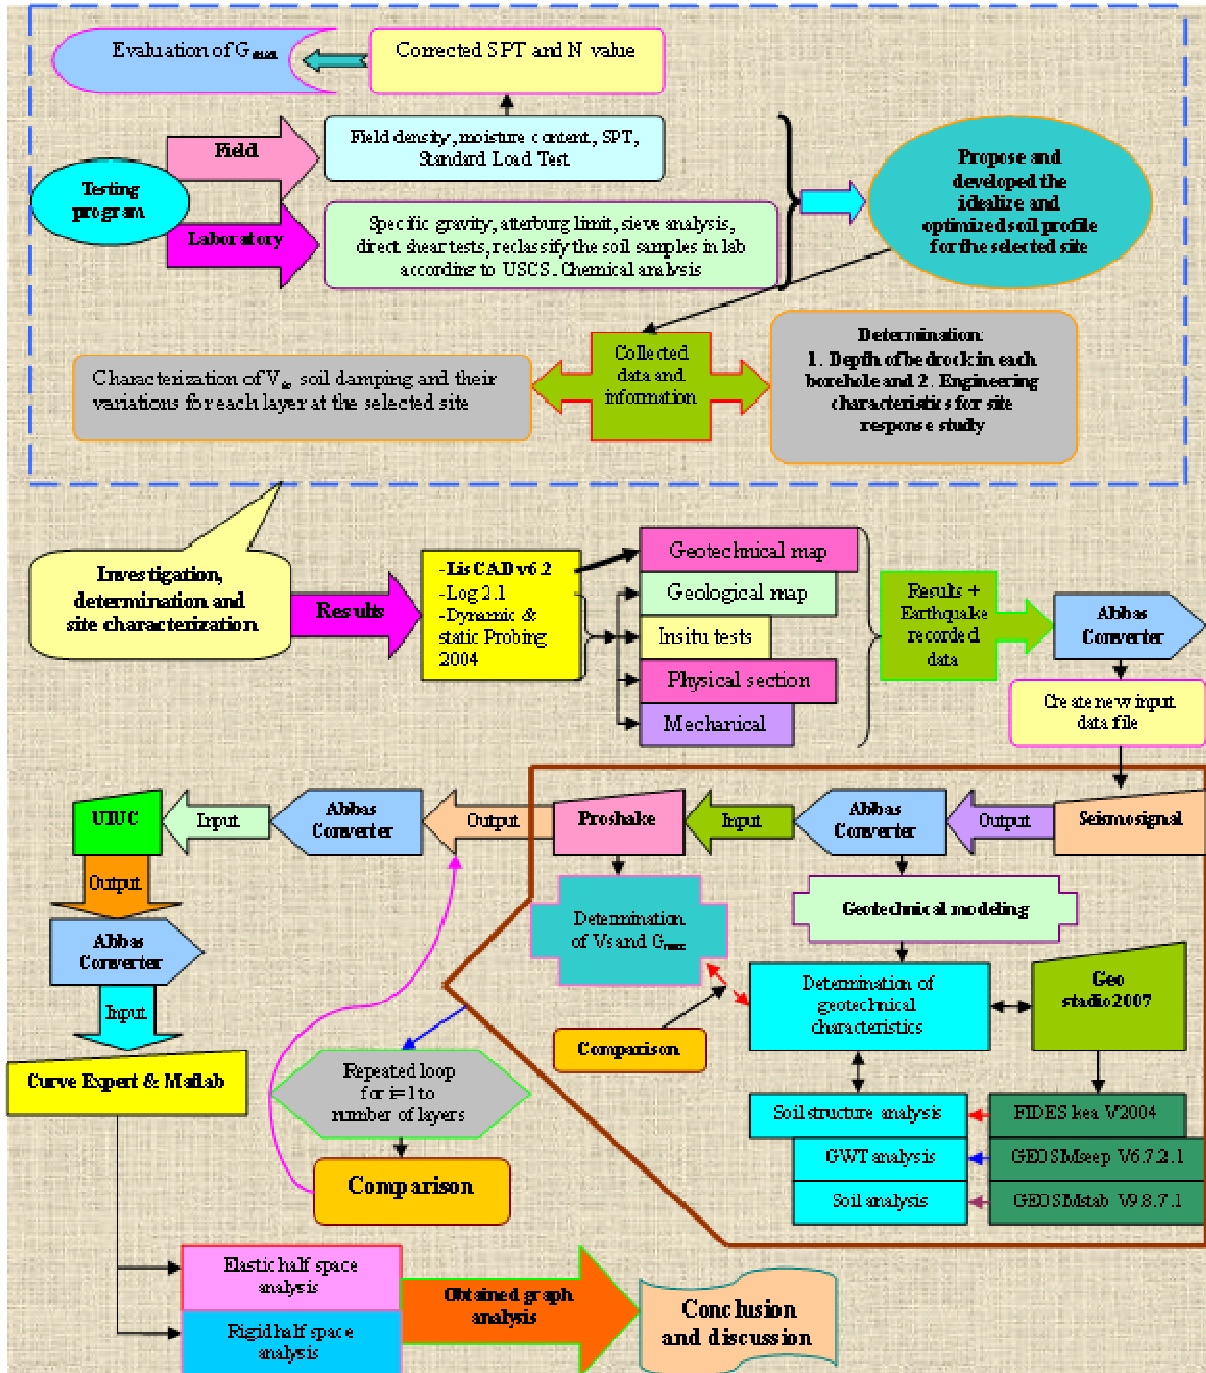 Evaluation of Gmax
Corrected SPT and N value
Field
Field density, moisture content, SPT,
Standard Load Test
Testing
program
Laboratory
Specific gravity, atterburg limit, sieve analysis,
direct shear tests, reclassify the soil samples in lab
according to USCS. Chemical analysis
Propose and
developed the
idealize and
optimized soil profile
for the selected site
Characterization of Vs, soil damping and their
variations for each layer at the selected site
Collected
data and
information
Determination:
1. Depth of bedrock in each
borehole and 2. Engineering
characteristics for site
response study
Investigation,
determination and
site characterization
Results
-LisCAD v6.2
-Log 2.1
-Dynamic &
static Probing
2004
Geotechnical map
Geological map
Insitu tests
Physical section
Mechanical
Results +
Earthquake
recorded
data
Abbas
Converter
Create new input
data file
UIUC
Input
Abbas
Converter
Output
Proshake
Input
Abbas
Converter
Output
Seismosignal
Output
Abbas
Converter
Input
Curve Expert & Matlab
Determination
of Vs and Gmax
Geotechnical modeling
Determination of
geotechnical
characteristics
Geo
stadio2007
Comparison
Repeated loop
for i=1 to
number of layers
Comparison
Soil structure analysis
FIDES kea V2004
GWT analysis
GEOSIMseep V6.7.2.1
Soil analysis
GEOSIMstab V9.8.7.1
Elastic half space
analysis
Rigid half space
analysis
Obtained graph
analysis
Conclusion
and discussion